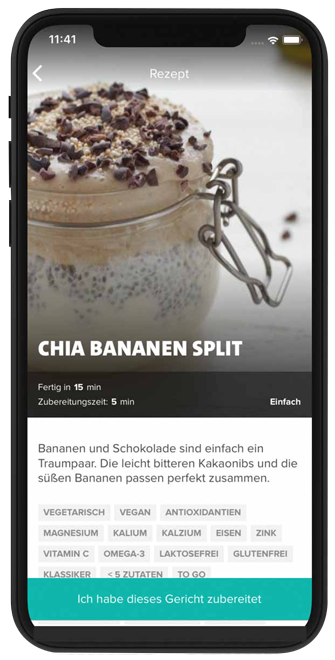 11:41
Rezept
CHIA BANANEN SPLIT
Fertig in 15 min
Zubereitungszeit: 5 min Einfach
Bananen und Schokolade sind einfach ein
Traumpaar. Die leicht bitteren Kakaonibs und die
süßen Bananen passen perfekt zusammen.
VEGETARISCH VEGAN ANTIOXIDANTIEN
MAGNESIUM KALIUM KALZIUM EISEN ZINK
VITAMIN C OMEGA-3 LAKTOSEFREI GLUTENFREI
KLASSIKER < 5 ZUTATEN TO GO
Ich habe dieses Gericht zubereitet